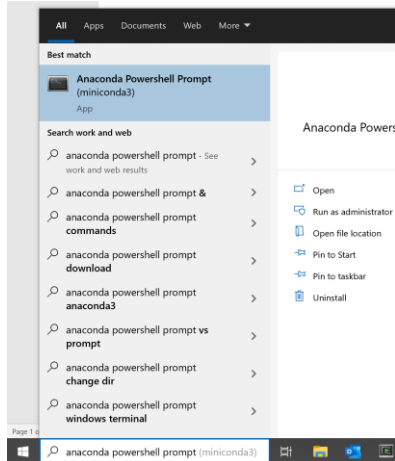 All Apps Documents Web More
Best match
Anaconda Powershell Prompt
(miniconda3)
App
Search work and web
anaconda powershell prompt - See
work and web results
anaconda powershell prompt &
anaconda powershell prompt
commands
anaconda powershell prompt
download
anaconda powershell prompt
anaconda3
anaconda powershell prompt vs
prompt
anaconda powershell prompt
change dir
anaconda powershell prompt
windows terminal
Anaconda Powers
Open
Run as administrator
Open file location
Pin to Start
Pin to taskbar
Uninstall
Page 1 o
anaconda powershell prompt (miniconda3)